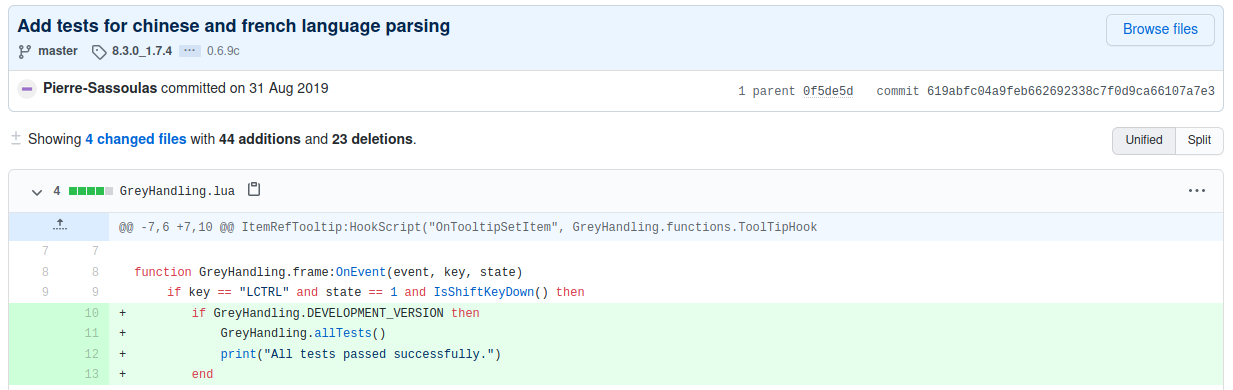 Add tests for chinese and french language parsing
Browse files
master 8.3.0_1.7.4 ··· 0.6.9c
Pierre-Sassoulas committed on 31 Aug 2019
1 parent 0f5de5d commit 619abfc04a9feb662692338c7f0d9ca66107a7e3
Showing 4 changed files with 44 additions and 23 deletions.
Unified Split
4 GreyHandling.lua
@@ -7,6 +7,10 @@ ItemRefTooltip:HookScript("OnTooltipSetItem", GreyHandling.functions.ToolTipHook
7 7
8 8 function GreyHandling.frame:OnEvent(event, key, state)
9 9 if key == "LCTRL" and state == 1 and IsShiftKeyDown() then
10 + if GreyHandling.DEVELOPMENT_VERSION then
11 + GreyHandling.allTests()
12 + print("All tests passed successfully.")
13 + end